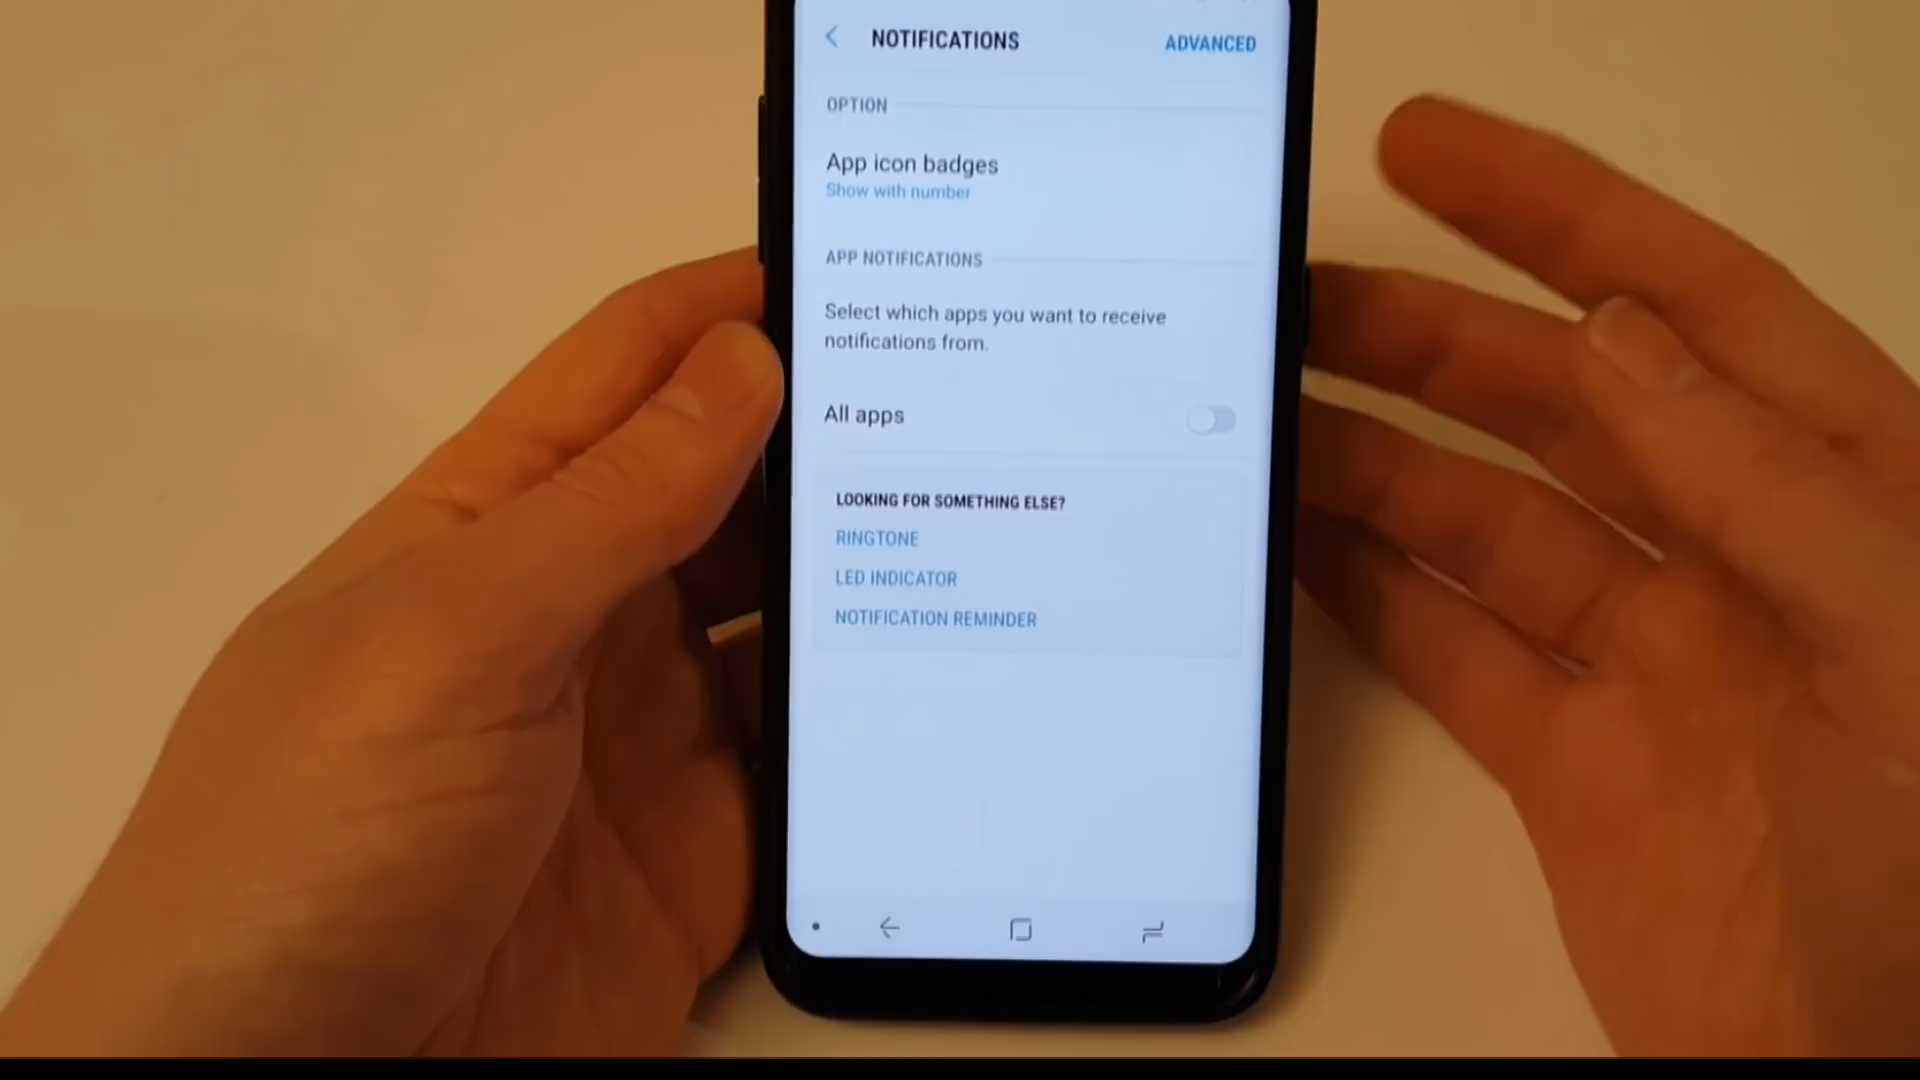 NOTIFICATIONS
ADVANCED
OPTION
App icon badges
Show with number
APP NOTIFICATIONS
Select which apps you want to receive
notifications from.
All apps
LOOKING FOR SOMETHING ELSE?
RINGTONE
LED INDICATOR
NOTIFICATION REMINDER